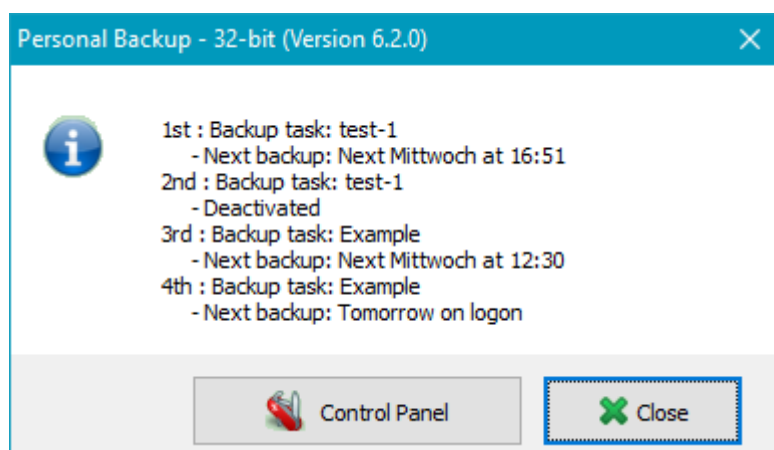 Personal Backup - 32-bit (Version 6.2.0)
1st : Backup task: test-1
- Next backup: Next Mittwoch at 16:51
2nd : Backup task: test-1
- Deactivated
3rd : Backup task: Example
- Next backup: Next Mittwoch at 12:30
4th : Backup task: Example
- Next backup: Tomorrow on logon
Control Panel
Close